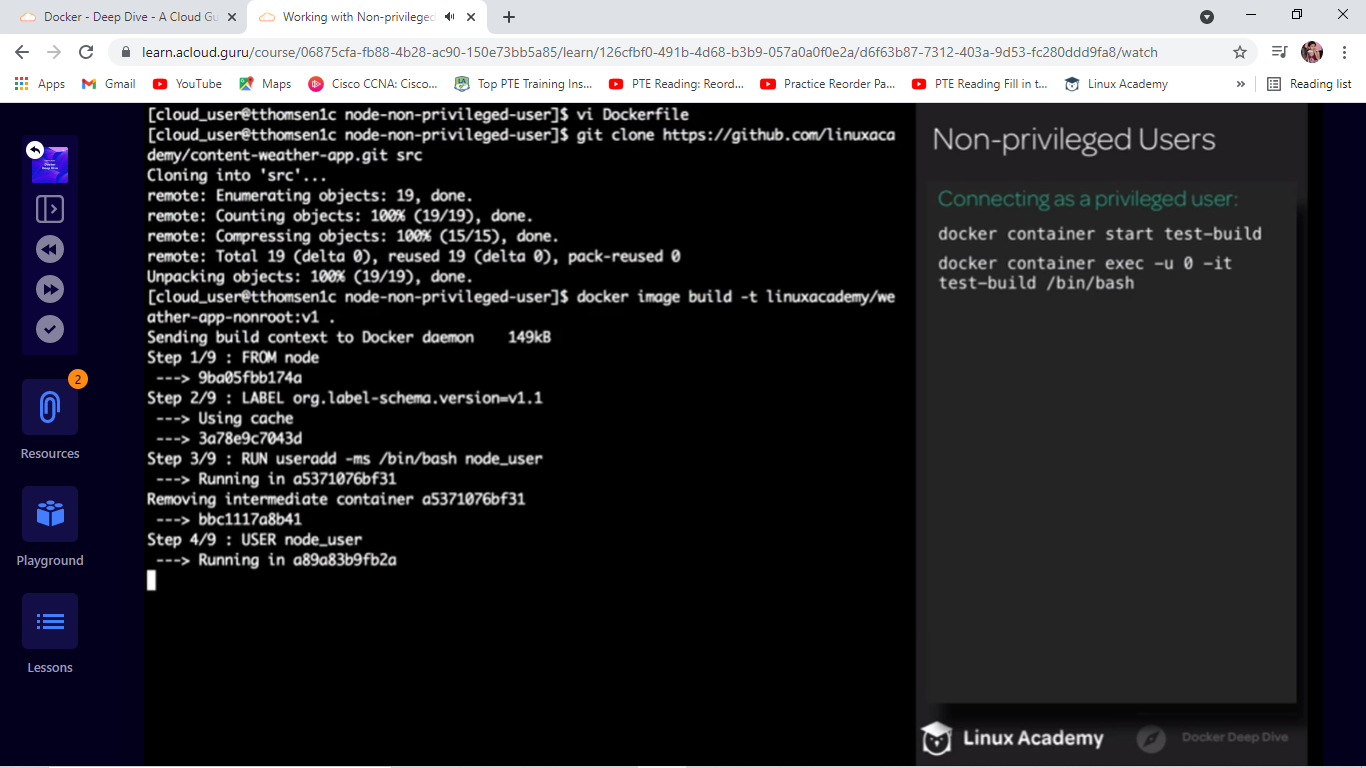 Docker - Deep Dive - A Cloud Gu
Working with Non-privileged
learn.acloud.guru/course/06875cfa-fb88-4b28-ac90-150e73bb5a85/learn/126cfbf0-491b-4d68-b3b9-057a0a0f0e2a/d6f63b87-7312-403a-9d53-fc280ddd9fa8/watch
Apps Gmail YouTube Maps Cisco CCNA: Cisco... Top PTE Training Ins... PTE Reading: Reord... Practice Reorder Pa... PTE Reading Fill in t... Linux Academy » Reading list
2
Resources
Playground
Lessons
[cloud_user@tthomsen1c node-non-privileged-user]$ vi Dockerfile
[cloud_user@tthomsen1c node-non-privileged-user]$ git clone https://github.com/linuxaca
demy/content-weather-app.git src
Cloning into 'src'...
remote: Enumerating objects: 19, done.
remote: Counting objects: 100% (19/19), done.
remote: Compressing objects: 100% (15/15), done.
remote: Total 19 (delta 0), reused 19 (delta 0), pack-reused 0
Unpacking objects: 100% (19/19), done.
[cloud_user@tthomsen1c node-non-privileged-user]$ docker image build -t linuxacademy/we
ather-app-nonroot:v1 .
Sending build context to Docker daemon 149kB
Step 1/9 : FROM node
---> 9ba05fbb174a
Step 2/9 : LABEL org.label-schema.version=v1.1
---> Using cache
---> 3a78e9c7043d
Step 3/9 : RUN useradd -ms /bin/bash node_user
---> Running in a5371076bf31
Removing intermediate container a5371076bf31
---> bbc1117a8b41
Step 4/9 : USER node_user
---> Running in a89a83b9fb2a
Non-privileged Users
Connecting as a privileged user:
docker container start test-build
docker container exec -u 0 -it
test-build /bin/bash
Linux Academy
Docker Deep Dive